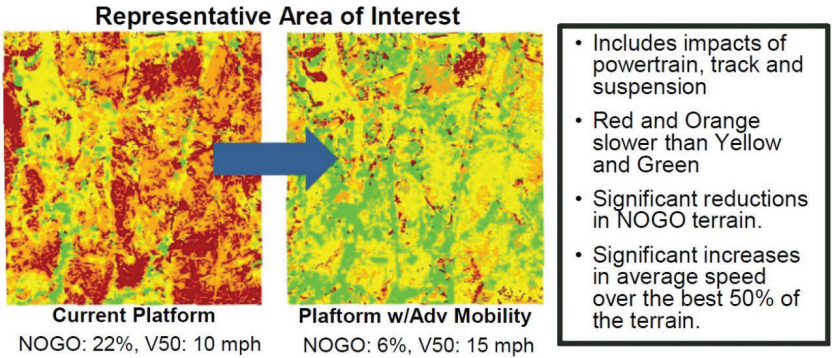 Representative Area of Interest
Current Platform
NOGO: 22%, V50: 10 mph
Plaftorm w/Adv Mobility
NOGO: 6%, V50: 15 mph
• Includes impacts of
powertrain, track and
suspension
• Red and Orange
slower than Yellow
and Green
• Significant reductions
in NOGO terrain.
• Significant increases
in average speed
over the best 50% of
the terrain.